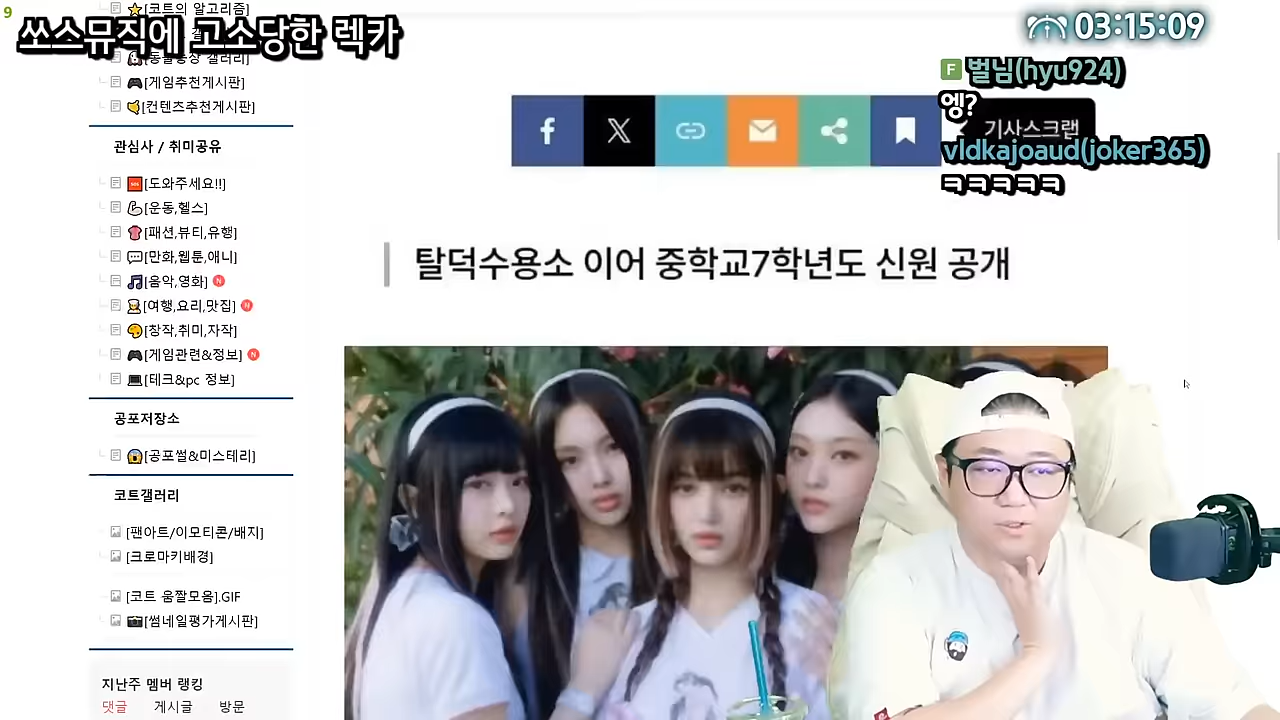 9
[코트의 알고리즘]
쏘스뮤직에 고소당한 렉카
[게임추천게시판]
[컨텐츠추천게시판]
관심사 / 취미공유
[도와주세요!!]
[운동,헬스]
[패션,뷰티,유행]
[만화,웹툰,애니]
[음악,영화] N
[여행,요리,맛집] N
[창작,취미,자작]
[게임관련&정보] N
[테크&pc 정보]
공포저장소
[공포썰&미스테리]
코트갤러리
[팬아트/이모티콘/배지]
[크로마키배경]
[코트 움짤모음].GIF
[썸네일평가게시판]
지난주 멤버 랭킹
댓글 게시글 방문
03:15:09
F 벌님(hyu924)
엥?
기사스크랩
vldkajoaud(joker365)
ㅋㅋㅋㅋㅋ
탈덕수용소 이어 중학교7학년도 신원 공개